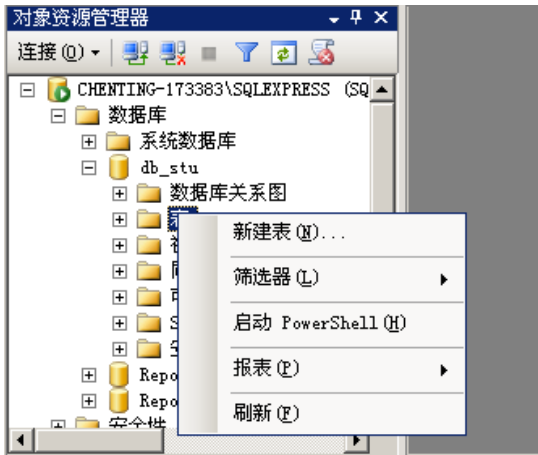 对象资源管理器
连接(O)
CHENTING-173383\SQLEXPRESS (SQ
数据库
系统数据库
db_stu
数据库关系图
表
新建表(N)...
筛选器(L)
启动 PowerShell(H)
报表(P)
刷新(F)
S
Repo
Repo
安全性